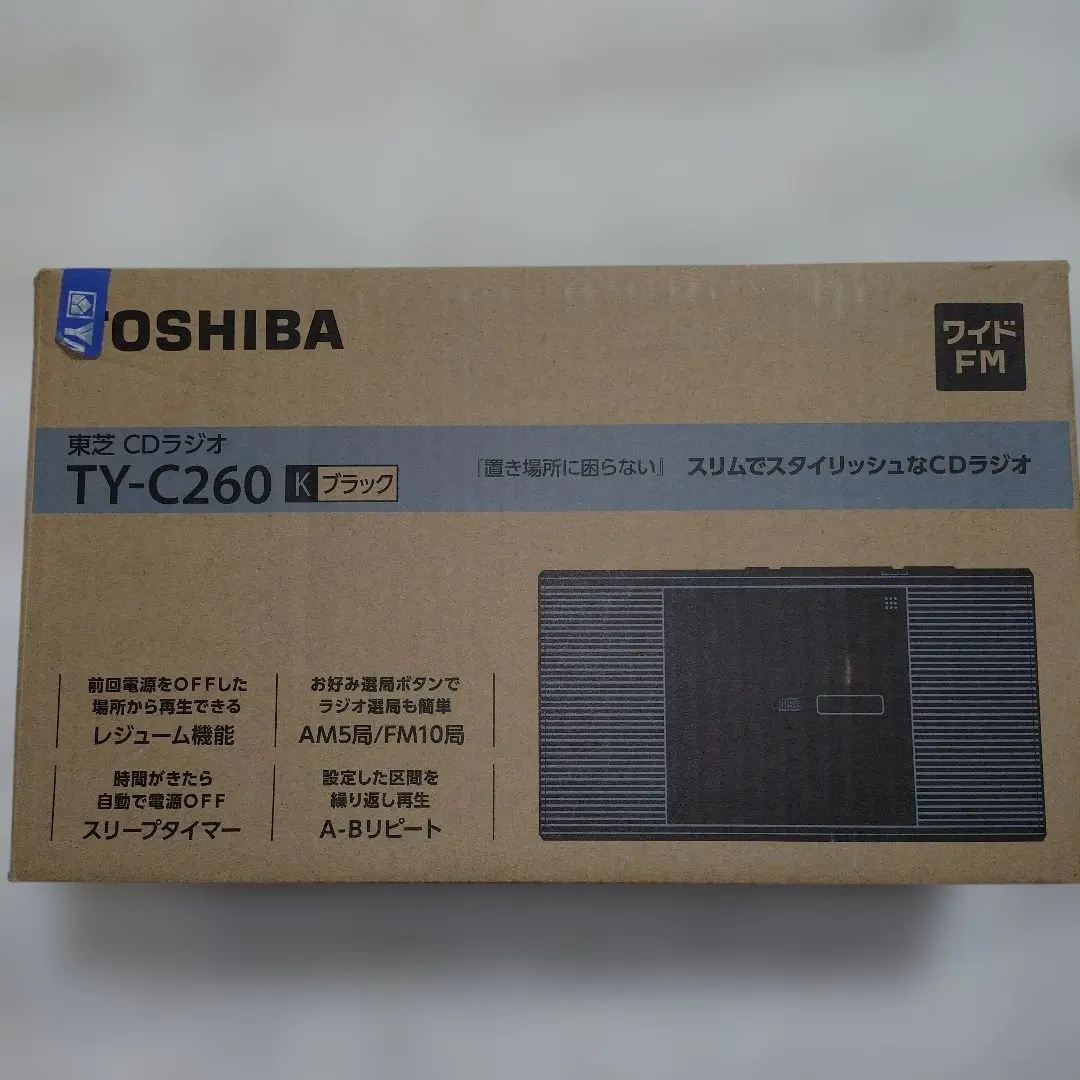 TOSHIBA
ワイド
FM
東芝 CDラジオ
TY-C260 K ブラック
『置き場所に困らない』 スリムでスタイリッシュなCDラジオ
前回電源をOFFした
場所から再生できる
レジューム機能
お好み選局ボタンで
ラジオ選局も簡単
AM5局/FM10局
時間がきたら
自動で電源OFF
スリープタイマー
設定した区間を
繰り返し再生
A-Bリピート